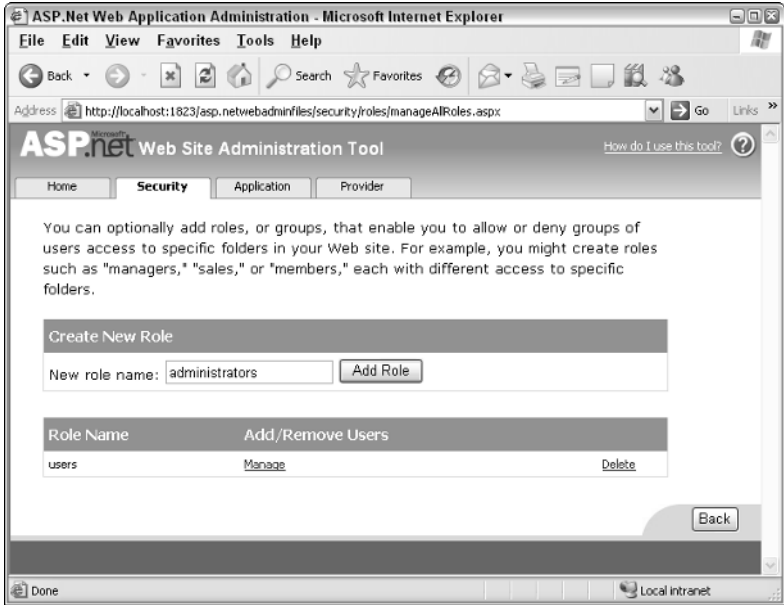 ASP.Net Web Application Administration - Microsoft Internet Explorer
File Edit View Favorites Tools Help
Back Search Favorites
Address http://localhost:1823/asp.netwebadminfiles/security/roles/manageAllRoles.aspx Go Links »
Microsoft
ASP.net Web Site Administration Tool How do I use this tool? ?
Home Security Application Provider
You can optionally add roles, or groups, that enable you to allow or deny groups of
users access to specific folders in your Web site. For example, you might create roles
such as "managers," "sales," or "members," each with different access to specific
folders.
Create New Role
New role name: administrators Add Role
Role Name Add/Remove Users
users Manage Delete
Back
Done Local intranet